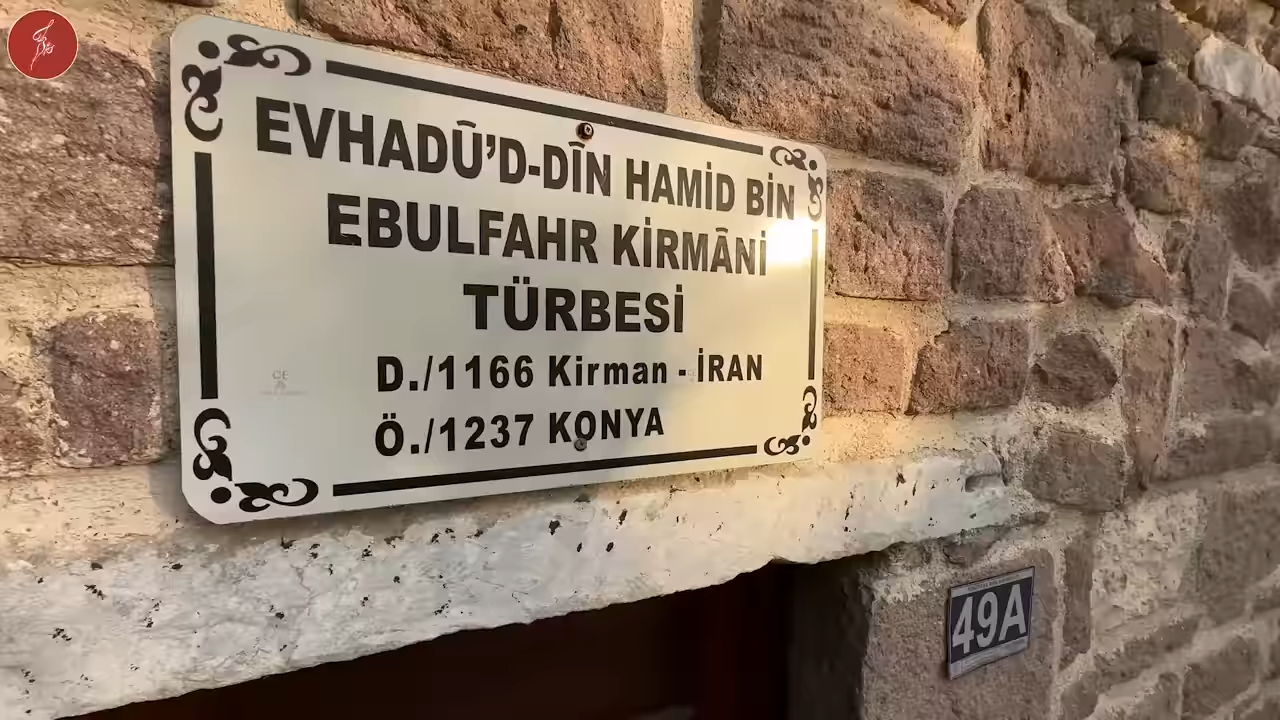 EVHADÛ'D-DÎN HAMİD BİN
EBULFAHR KİRMÂNİ
TÜRBESİ
D./1166 Kirman - İRAN
Ö./1237 KONYA
49A